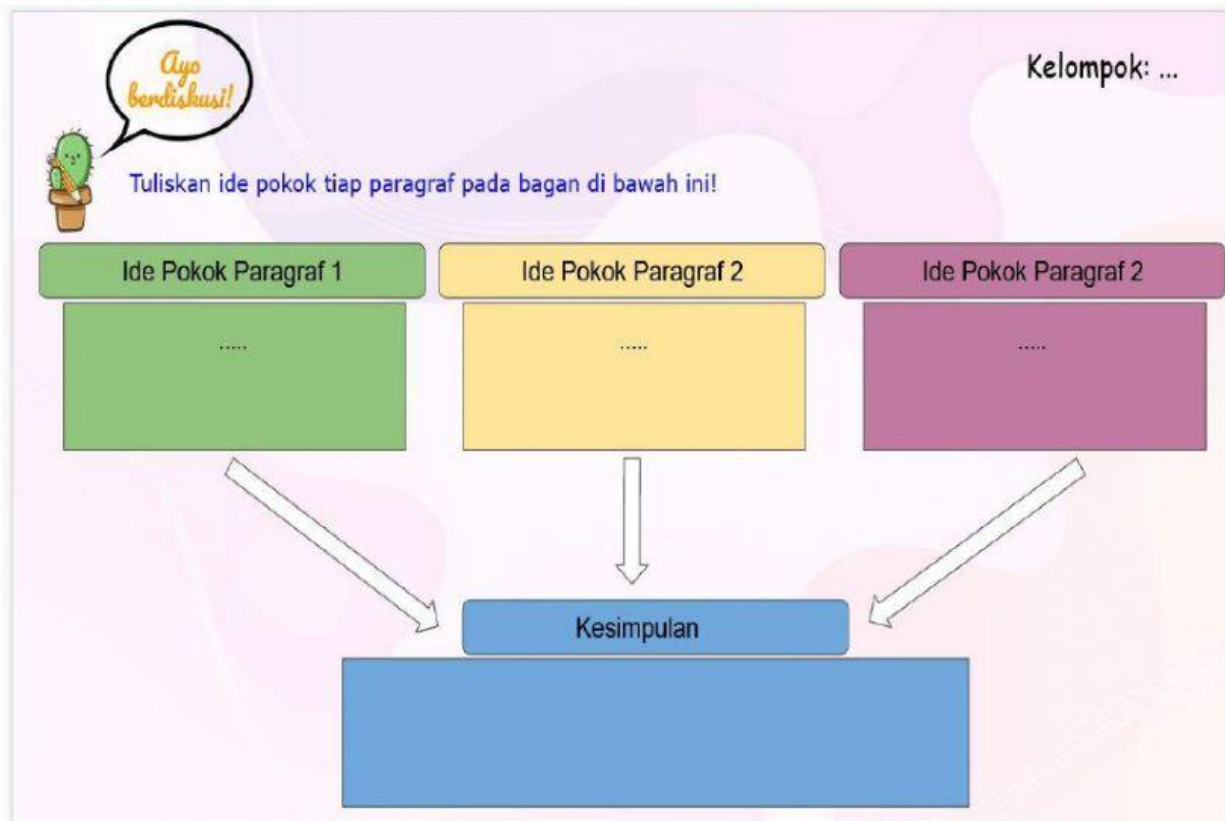 Ayo
berdiskusi!
Kelompok: ...
Tuliskan ide pokok tiap paragraf pada bagan di bawah ini!
Ide Pokok Paragraf 1
Ide Pokok Paragraf 2
Ide Pokok Paragraf 2
.....
.....
.....
Kesimpulan